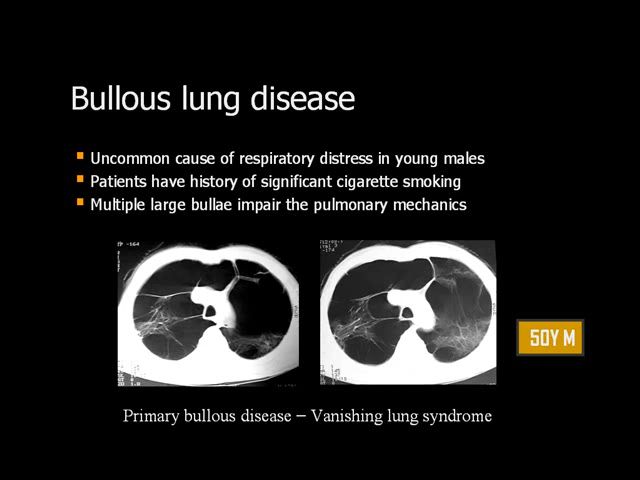 Bullous lung disease
Uncommon cause of respiratory distress in young males
Patients have history of significant cigarette smoking
Multiple large bullae impair the pulmonary mechanics
50Y M
Primary bullous disease – Vanishing lung syndrome